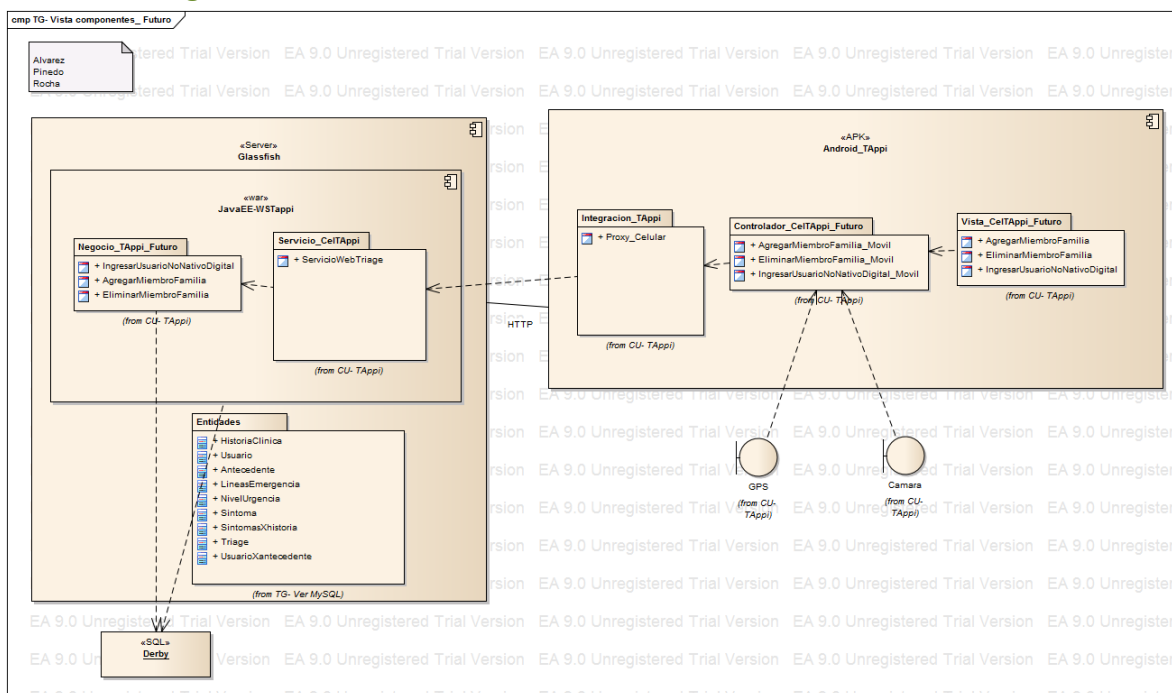 cmp TG- Vista componentes_ Futuro
Alvarez
Pinedo
Rocha
«Server»
Glassfish
«war»
JavaEE-WSTappi
Negocio_TAppi_Futuro
+ IngresarUsuarioNoNativoDigital
+ AgregarMiembroFamilia
+ EliminarMiembroFamilia
(from CU- TAppi)
Servicio_CelTAppi
+ ServicioWebTriage
(from CU- TAppi)
Entidades
+ HistoriaClinica
+ Usuario
+ Antecedente
+ LineasEmergencia
+ NivelUrgencia
+ Sintoma
+ SintomasXhistoria
+ Triage
+ UsuarioXantecedente
(from TG- Ver MySQL)
«SQL»
Derby
HTTP
«APK»
Android_TAppi
Integracion_TAppi
+ Proxy_Celular
(from CU- TAppi)
Controlador_CelTAppi_Futuro
+ AgregarMiembroFamilia_Movil
+ EliminarMiembroFamilia_Movil
+ IngresarUsuarioNoNativoDigital_Movil
(from CU- TAppi)
Vista_CelTAppi_Futuro
+ AgregarMiembroFamilia
+ EliminarMiembroFamilia
+ IngresarUsuarioNoNativoDigital
(from CU- TAppi)
GPS
(from CU-
TAppi)
Camara
(from CU-
TAppi)
EA 9.0 Unregistered Trial Version